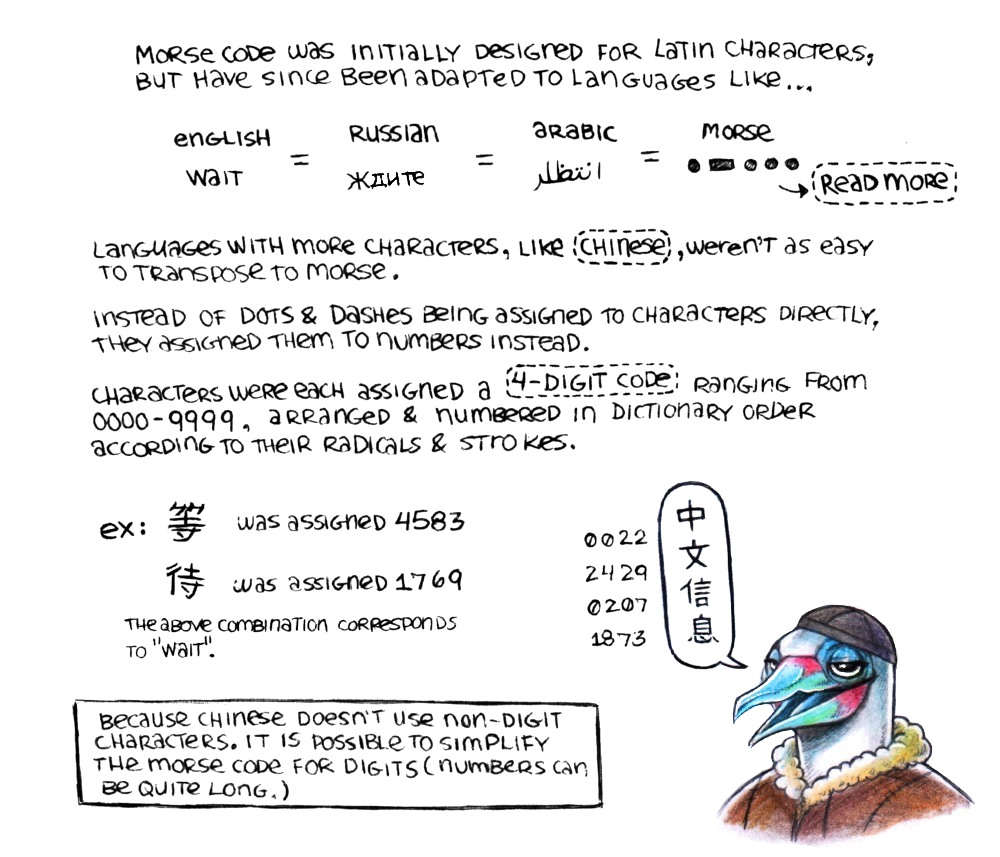 MORSE CODE WAS INITIALLY DESIGNED FOR LATIN CHARACTERS,
BUT HAVE SINCE BEEN ADAPTED TO LANGUAGES LIKE...
ENGLISH RUSSIAN ARABIC MORSE
= = =
WAIT ЖДИТЕ انتظر ●▬●●●
READ MORE
LANGUAGES WITH MORE CHARACTERS, LIKE CHINESE, WEREN'T AS EASY
TO TRANSPOSE TO MORSE.
INSTEAD OF DOTS & DASHES BEING ASSIGNED TO CHARACTERS DIRECTLY,
THEY ASSIGNED THEM TO NUMBERS INSTEAD.
CHARACTERS WERE EACH ASSIGNED A 4-DIGIT CODE RANGING FROM
0000-9999, ARRANGED & NUMBERED IN DICTIONARY ORDER
ACCORDING TO THEIR RADICALS & STROKES.
EX: 等 WAS ASSIGNED 4583
待 WAS ASSIGNED 1769
THE ABOVE COMBINATION CORRESPONDS
TO "WAIT".
0022 中
2429 文
0207 信
1873 息
BECAUSE CHINESE DOESN'T USE NON-DIGIT
CHARACTERS. IT IS POSSIBLE TO SIMPLIFY
THE MORSE CODE FOR DIGITS (NUMBERS CAN
BE QUITE LONG.)